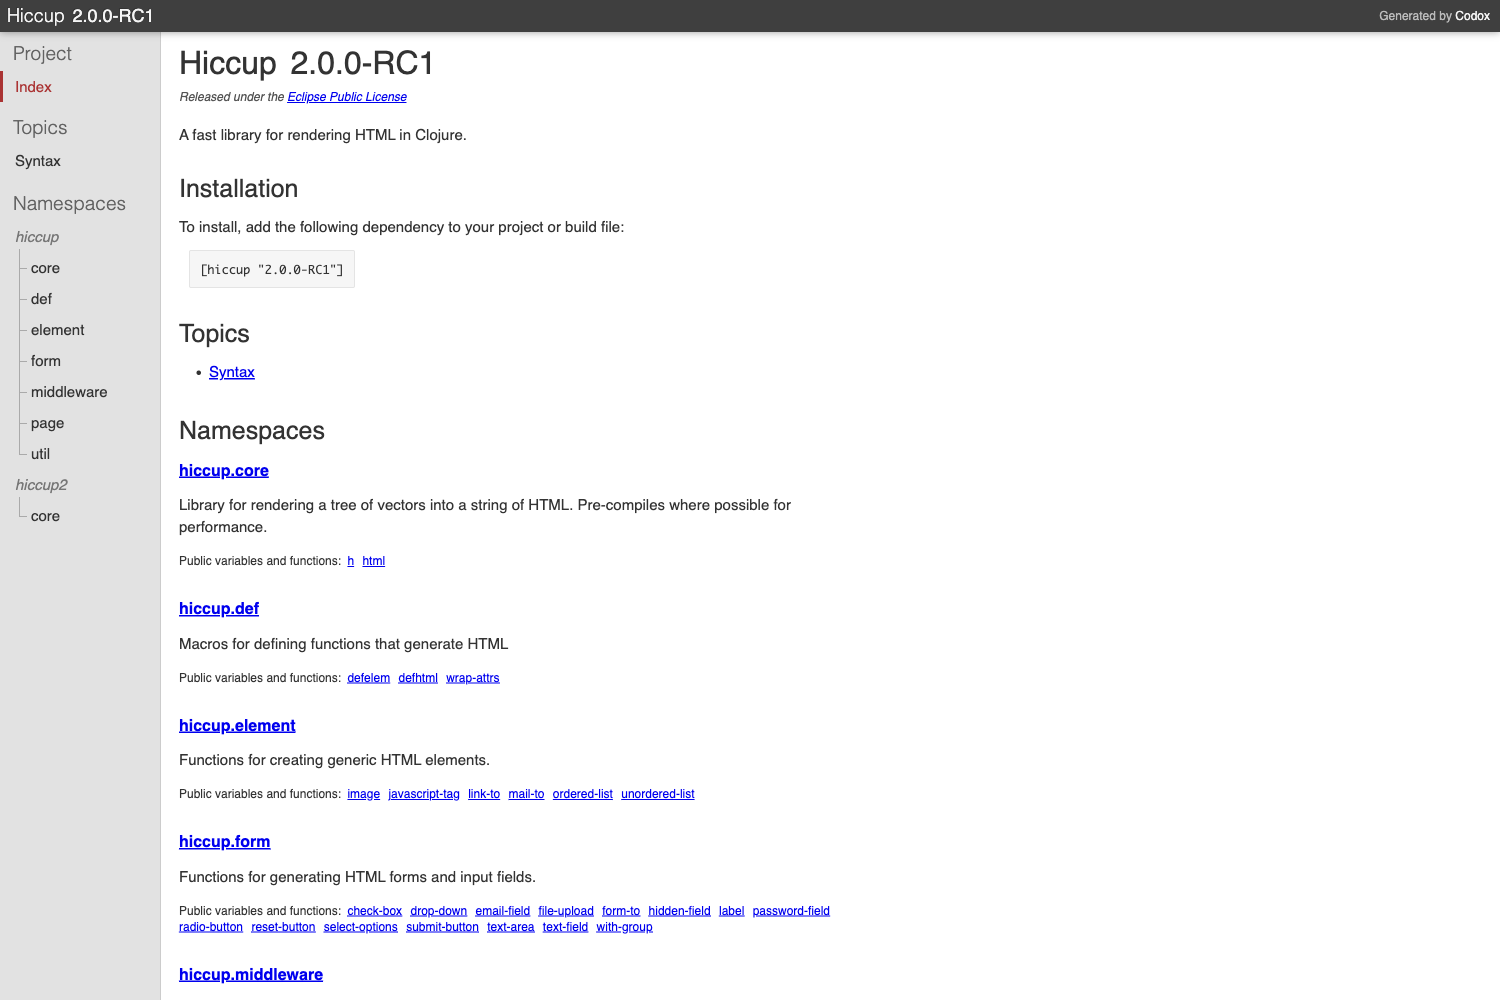 Hiccup 2.0.0-RC1
Generated by Codox
Project
Index
Topics
Syntax
Namespaces
hiccup
core
def
element
form
middleware
page
util
hiccup2
core
Hiccup 2.0.0-RC1
Released under the Eclipse Public License
A fast library for rendering HTML in Clojure.
Installation
To install, add the following dependency to your project or build file:
[hiccup "2.0.0-RC1"]
Topics
• Syntax
Namespaces
hiccup.core
Library for rendering a tree of vectors into a string of HTML. Pre-compiles where possible for
performance.
Public variables and functions: h html
hiccup.def
Macros for defining functions that generate HTML
Public variables and functions: defelem defhtml wrap-attrs
hiccup.element
Functions for creating generic HTML elements.
Public variables and functions: image javascript-tag link-to mail-to ordered-list unordered-list
hiccup.form
Functions for generating HTML forms and input fields.
Public variables and functions: check-box drop-down email-field file-upload form-to hidden-field label password-field
radio-button reset-button select-options submit-button text-area text-field with-group
hiccup.middleware